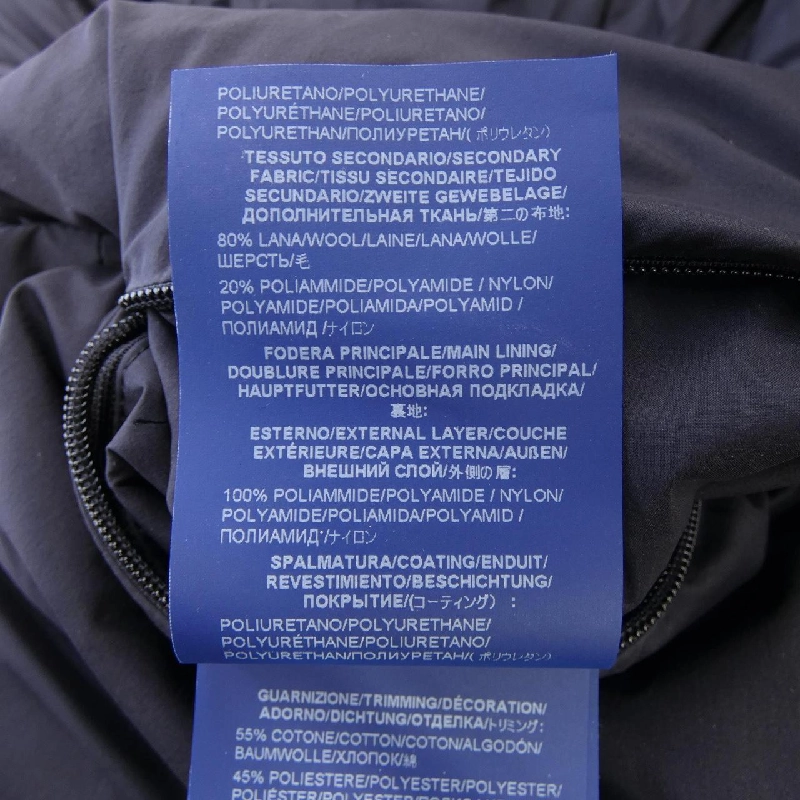 POLIURETANO/POLYURETHANE/
POLYURÉTHANE/POLIURETANO/
POLYURETHAN/ПОЛИУРЕТАН/( ポリウレタン)
TESSUTO SECONDARIO/SECONDARY
FABRIC/TISSU SECONDAIRE/TEJIDO
SECUNDARIO/ZWEITE GEWEBELAGE/
ДОПОЛНИТЕЛЬНАЯ ТКАНЬ/第二の布地:
80% LANA/WOOL/LAINE/LANA/WOLLE/
ШЕРСТЬ/毛
20% POLIAMMIDE/POLYAMIDE / NYLON/
POLYAMIDE/POLIAMIDA/POLYAMID /
ПОЛИАМИД /ナイロン
FODERA PRINCIPALE/MAIN LINING/
DOUBLURE PRINCIPALE/FORRO PRINCIPAL/
HAUPTFUTTER/ОСНОВНАЯ ПОДКЛАДКА/
裏地:
ESTERNO/EXTERNAL LAYER/COUCHE
EXTÉRIEURE/CAPA EXTERNA/AUßEN/
ВНЕШНИЙ СЛОЙ/外側の層:
100% POLIAMMIDE/POLYAMIDE / NYLON/
POLYAMIDE/POLIAMIDA/POLYAMID /
ПОЛИАМИД/ナイロン
SPALMATURA/COATING/ENDUIT/
REVESTIMIENTO/BESCHICHTUNG/
ПОКРЫТИЕ/(コーティング) :
POLIURETANO/POLYURETHANE/
POLYURÉTHANE/POLIURETANO/
POLYURETHAN/ПОЛИУРЕТАН/( ポリウレタン)
GUARNIZIONE/TRIMMING/DÉCORATION/
ADORNO/DICHTUNG/ОТДЕЛКА/トリミング:
55% COTONE/COTTON/COTON/ALGODÓN/
BAUMWOLLE/ХЛОПОК/綿
45% POLIESTERE/POLYESTER/POLYESTER/